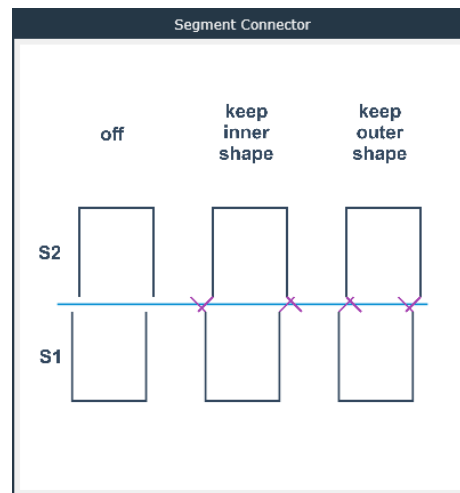 Segment Connector
off
keep
inner
shape
keep
outer
shape
S2
S1